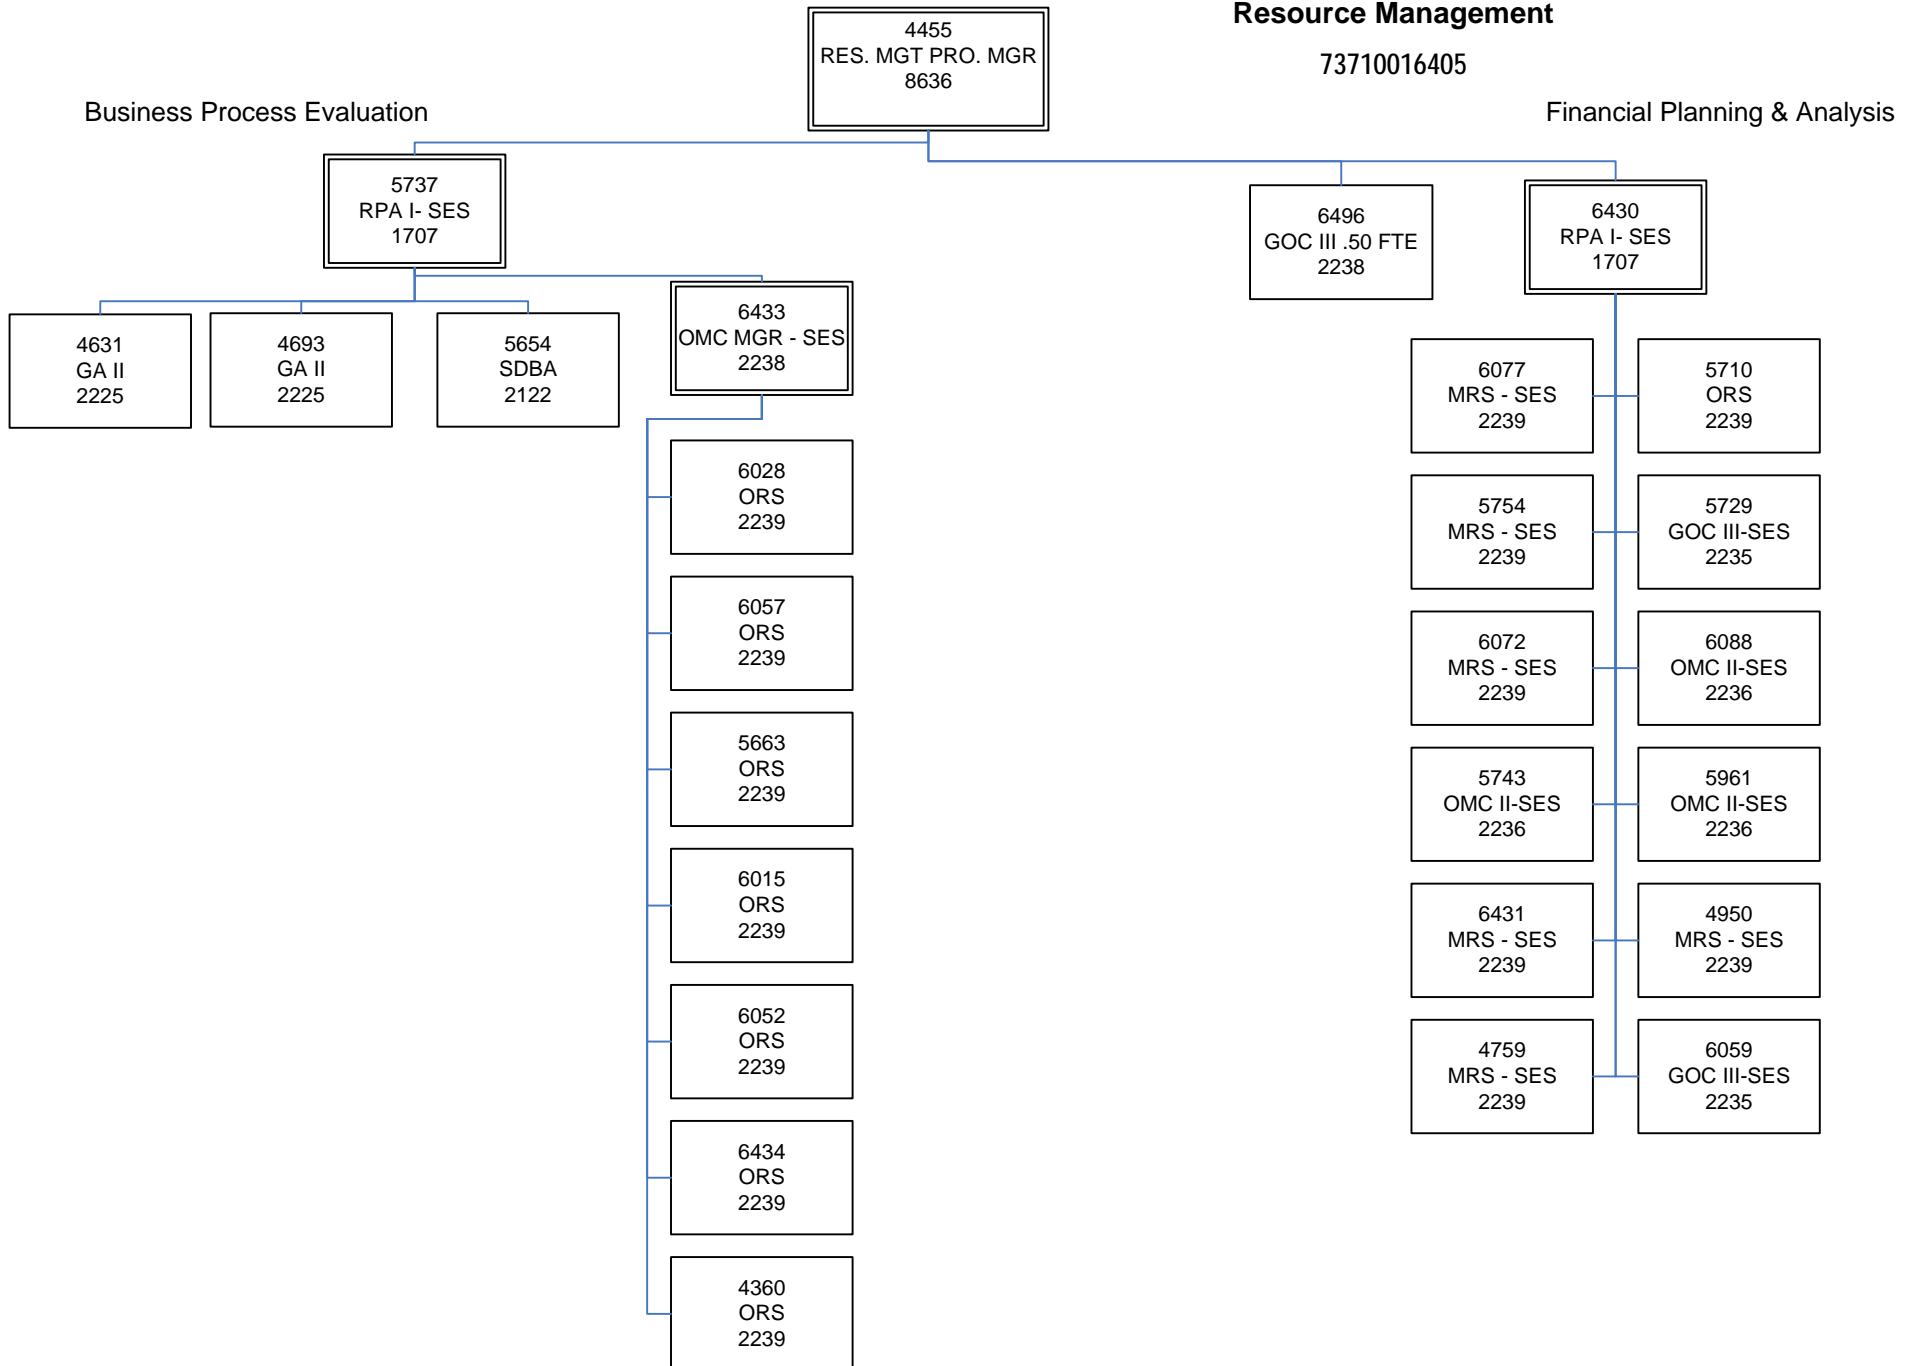 Resource Management
73710016405
4455
RES. MGT PRO. MGR
8636
Business Process Evaluation
Financial Planning & Analysis
5737
RPA I- SES
1707
6496
GOC III .50 FTE
2238
6430
RPA I- SES
1707
4631
GA II
2225
4693
GA II
2225
5654
SDBA
2122
6433
OMC MGR - SES
2238
6028
ORS
2239
6057
ORS
2239
5663
ORS
2239
6015
ORS
2239
6052
ORS
2239
6434
ORS
2239
4360
ORS
2239
6077
MRS - SES
2239
5710
ORS
2239
5754
MRS - SES
2239
5729
GOC III-SES
2235
6072
MRS - SES
2239
6088
OMC II-SES
2236
5743
OMC II-SES
2236
5961
OMC II-SES
2236
6431
MRS - SES
2239
4950
MRS - SES
2239
4759
MRS - SES
2239
6059
GOC III-SES
2235